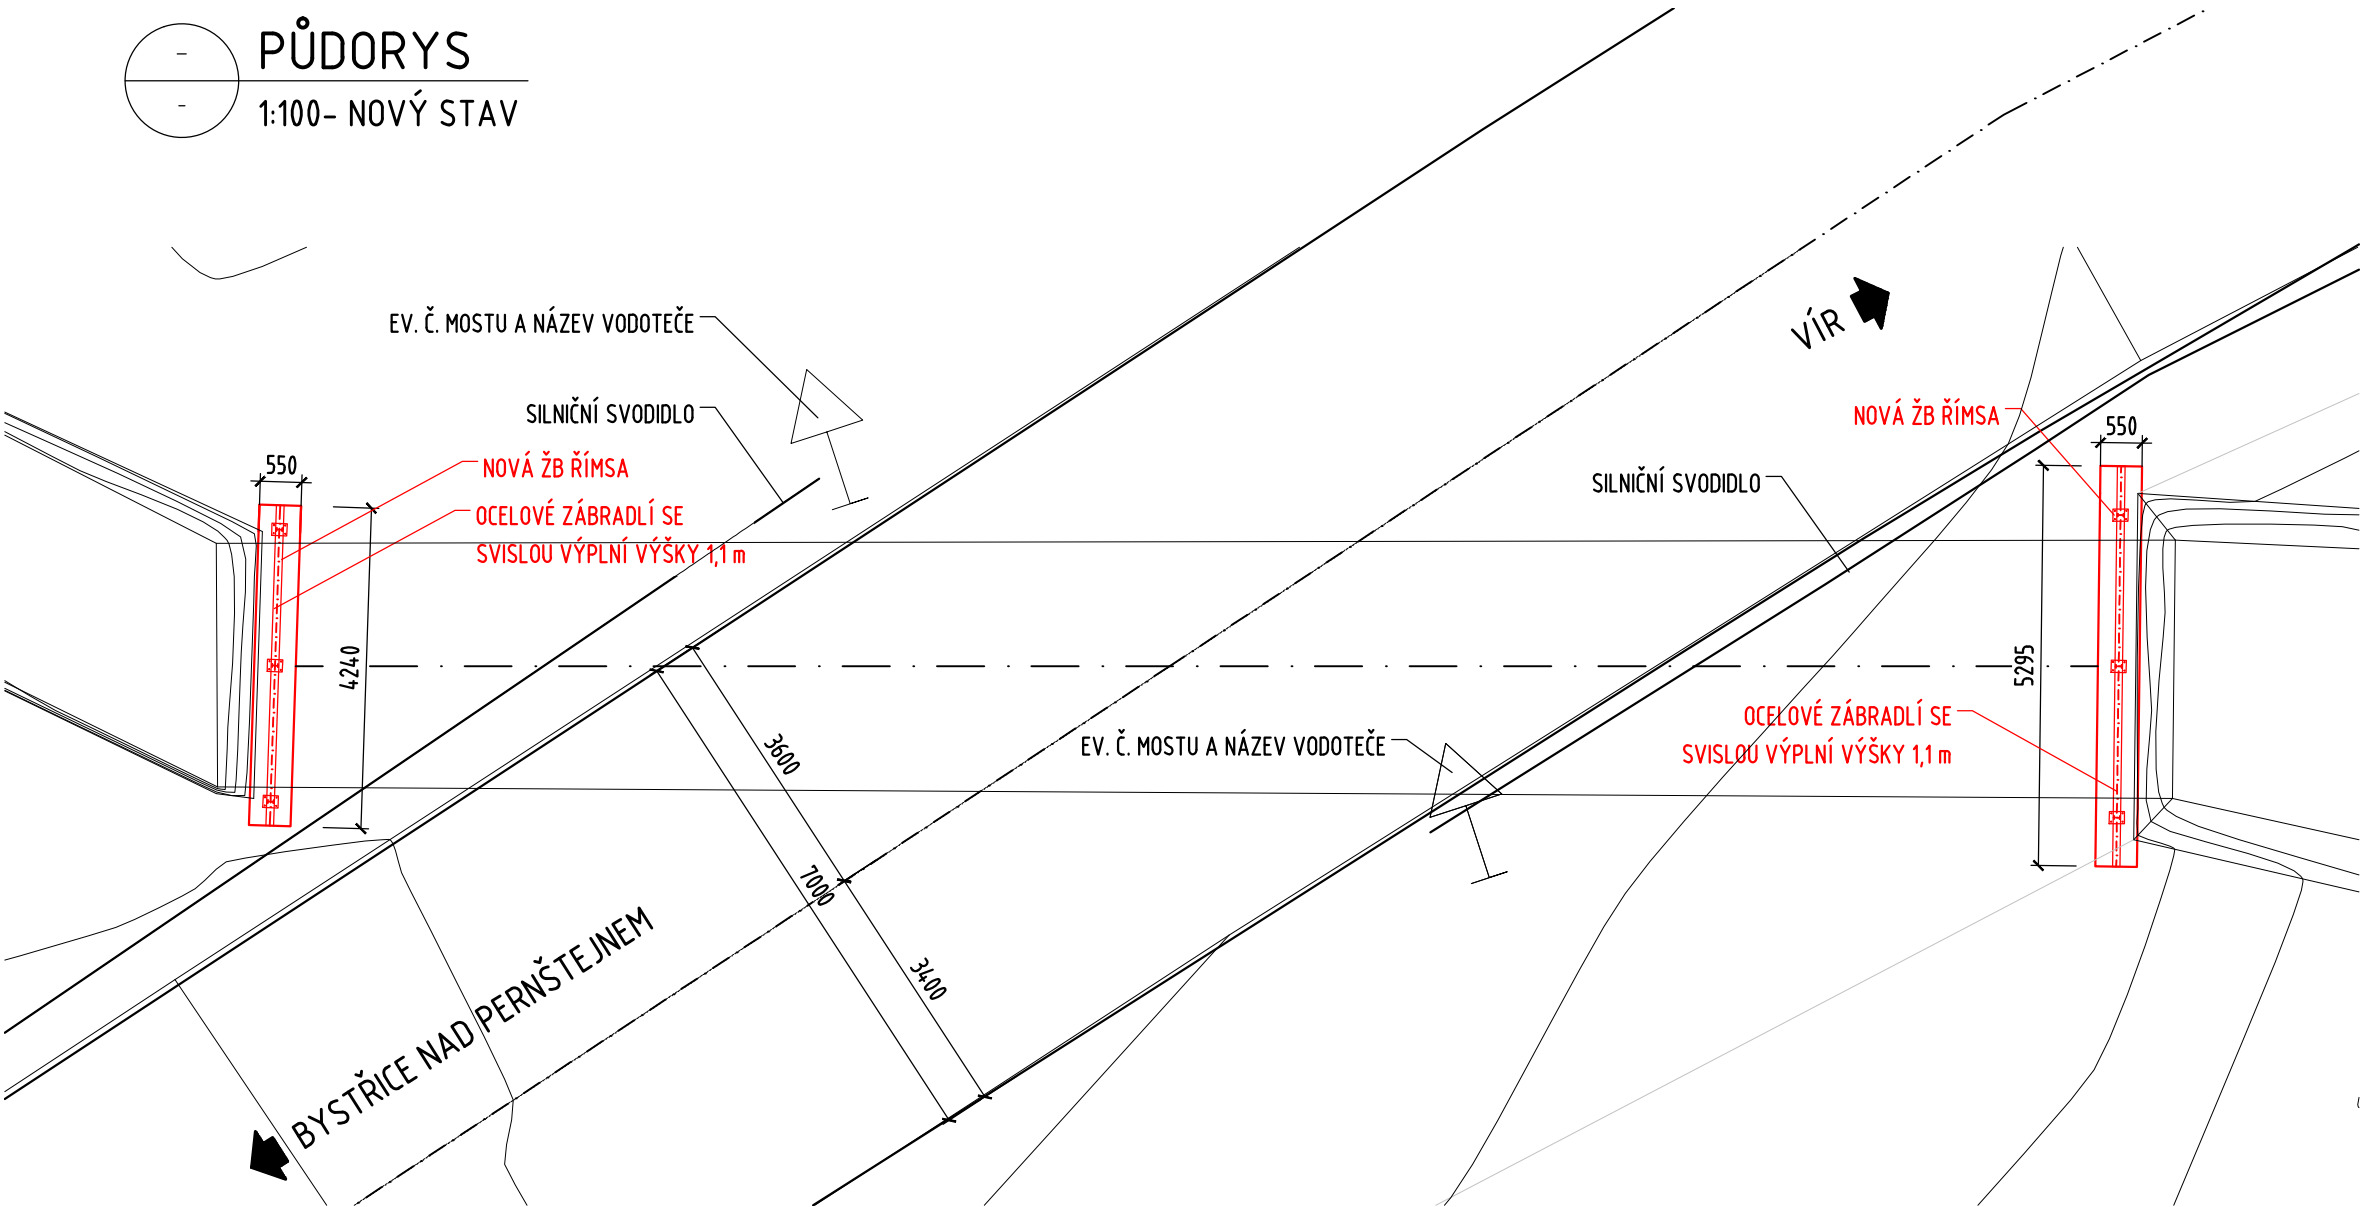 -
PŮDORYS
-
1:100- NOVÝ STAV
EV. Č. MOSTU A NÁZEV VODOTEČE
SILNIČNÍ SVODIDLO
550
NOVÁ ŽB ŘÍMSA
OCELOVÉ ZÁBRADLÍ SE
SVISLOU VÝPLNÍ VÝŠKY 1,1 m
4240
VÍR
NOVÁ ŽB ŘÍMSA
550
SILNIČNÍ SVODIDLO
5295
OCELOVÉ ZÁBRADLÍ SE
SVISLOU VÝPLNÍ VÝŠKY 1,1 m
EV. Č. MOSTU A NÁZEV VODOTEČE
3600
7000
3400
BYSTŘICE NAD PERNŠTEJNEM